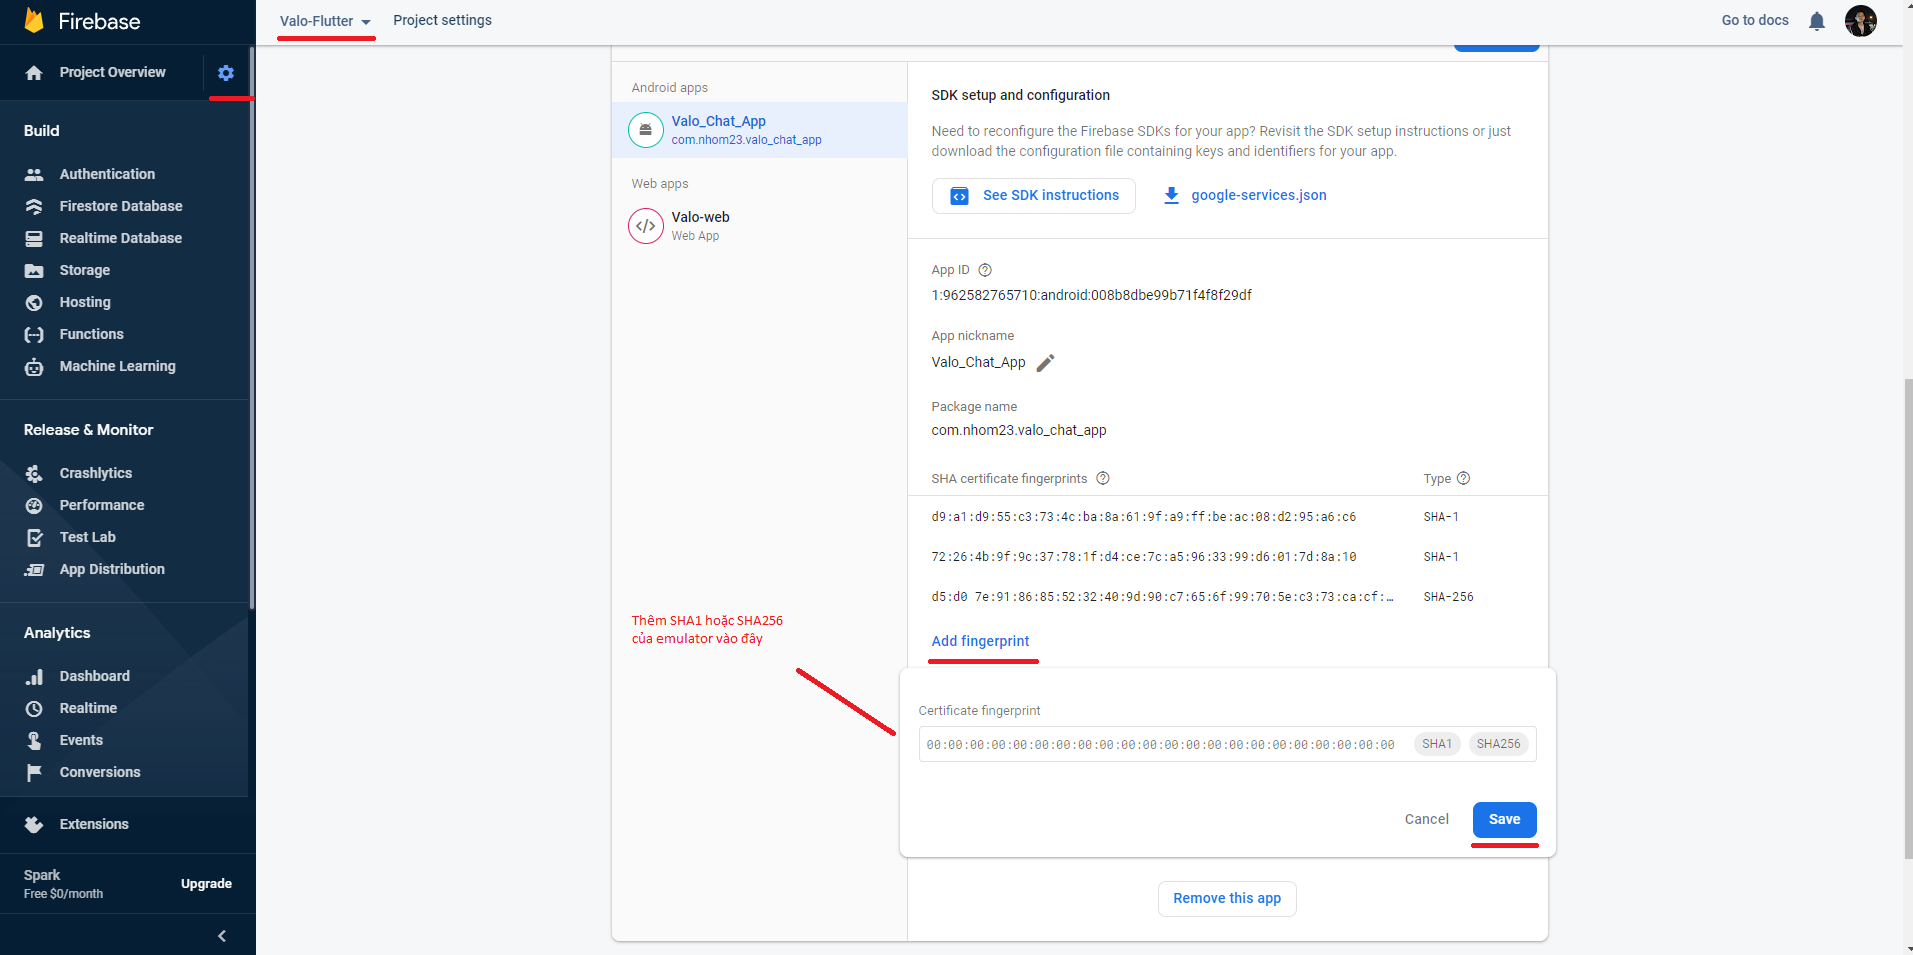 Firebase
Valo-Flutter
Project settings
Go to docs
Project Overview
Build
Authentication
Firestore Database
Realtime Database
Storage
Hosting
Functions
Machine Learning
Release & Monitor
Crashlytics
Performance
Test Lab
App Distribution
Analytics
Dashboard
Realtime
Events
Conversions
Extensions
Spark
Free $0/month
Upgrade
Android apps
Valo_Chat_App
com.nhom23.valo_chat_app
Web apps
Valo-web
Web App
Thêm SHA1 hoặc SHA256
của emulator vào đây
SDK setup and configuration
Need to reconfigure the Firebase SDKs for your app? Revisit the SDK setup instructions or just
download the configuration file containing keys and identifiers for your app.
See SDK instructions
google-services.json
App ID
1:962582765710:android:008b8dbe99b71f4f8f29df
App nickname
Valo_Chat_App
Package name
com.nhom23.valo_chat_app
SHA certificate fingerprints
Type
d9:a1:d9:55:c3:73:4c:ba:8a:61:9f:a9:ff:be:ac:08:d2:95:a6:c6 SHA-1
72:26:4b:9f:9c:37:78:1f:d4:ce:7c:a5:96:33:99:d6:01:7d:8a:10 SHA-1
d5:d0 7e:91:86:85:52:32:40:9d:90:c7:65:6f:99:70:5e:c3:73:ca:cf:… SHA-256
Add fingerprint
Certificate fingerprint
00:00:00:00:00:00:00:00:00:00:00:00:00:00:00:00:00:00:00:00:00:00 SHA1 SHA256
Cancel
Save
Remove this app